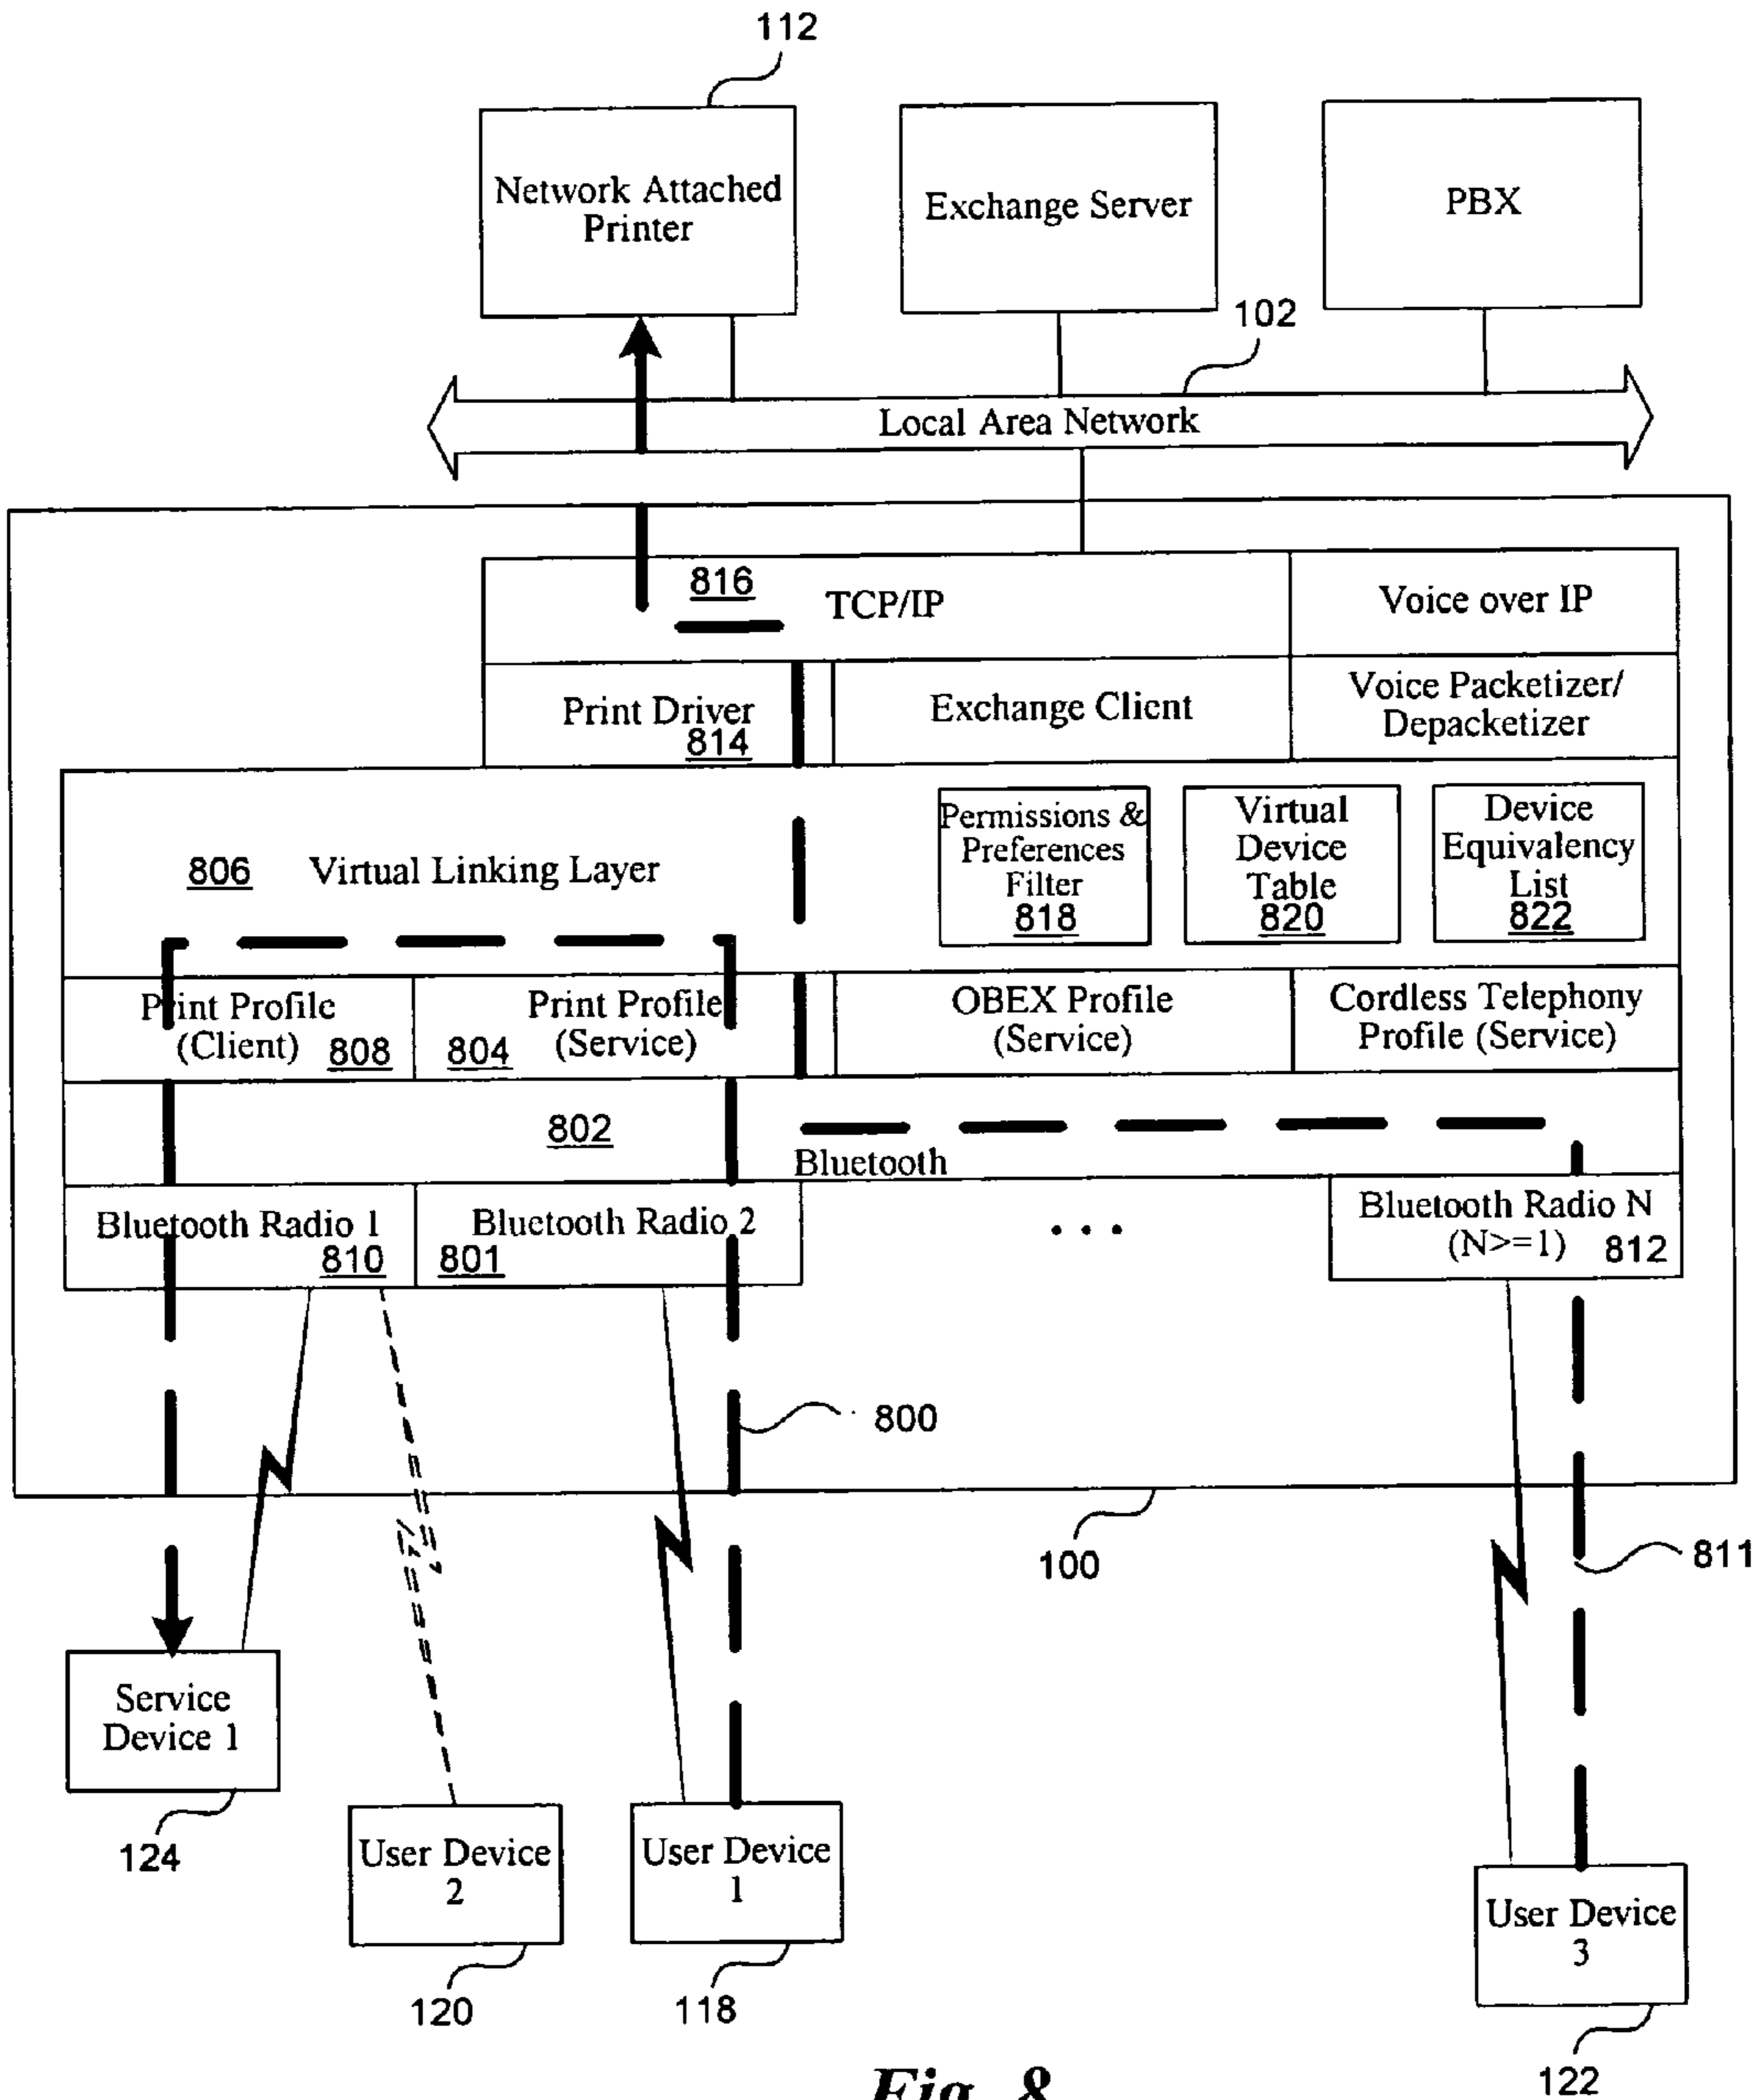 112
Network Attached
Printer
Exchange Server
PBX
102
Local Area Network
816
TCP/IP
Voice over IP
Print Driver
814
Exchange Client
Voice Packetizer/
Depacketizer
806
Virtual Linking Layer
Permissions &
Preferences
Filter
818
Virtual
Device
Table
820
Device
Equivalency
List
822
Print Profile
(Client)
808
804
Print Profile
(Service)
OBEX Profile
(Service)
Cordless Telephony
Profile (Service)
802
Bluetooth
Bluetooth Radio 1
810
Bluetooth Radio 2
801
. . .
Bluetooth Radio N
(N>=1)
812
800
100
811
Service
Device 1
124
User Device
2
120
User Device
1
118
User Device
3
122
Fig. 8